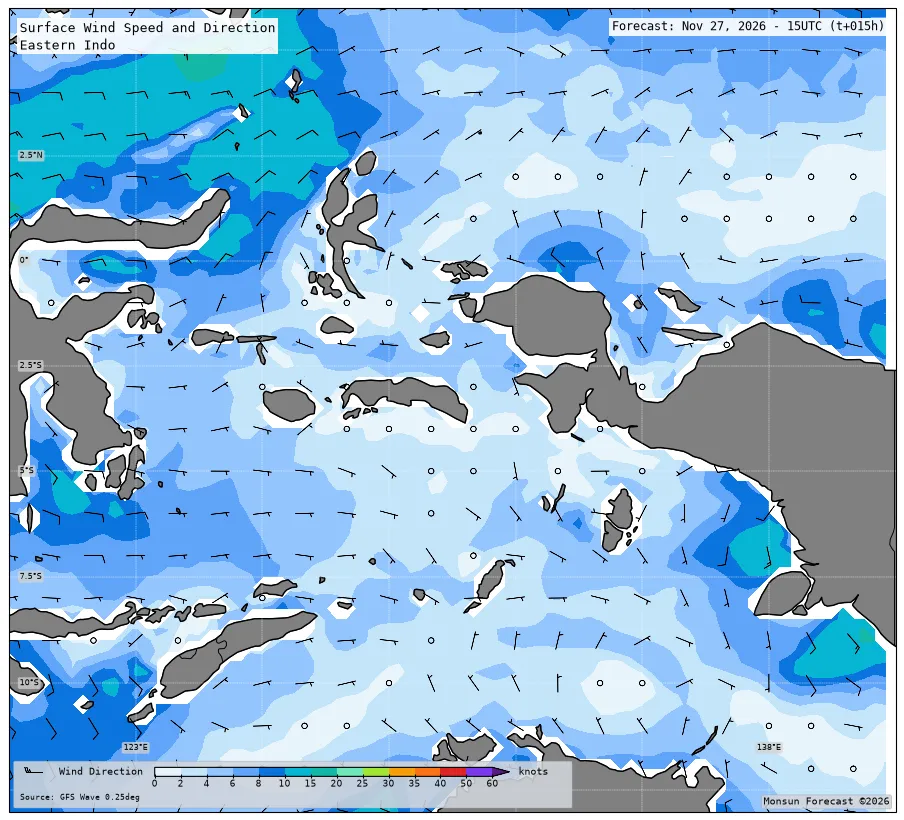 Surface Wind Speed and Direction
Eastern Indo
Forecast: Nov 27, 2026 - 15UTC (t+015h)
2.5°N
0°
2.5°S
5°S
7.5°S
10°S
123°E
138°E
Wind Direction
0 2 4 6 8 10 15 20 25 30 35 40 50 60
knots
Source: GFS Wave 0.25deg
Monsun Forecast ©2026